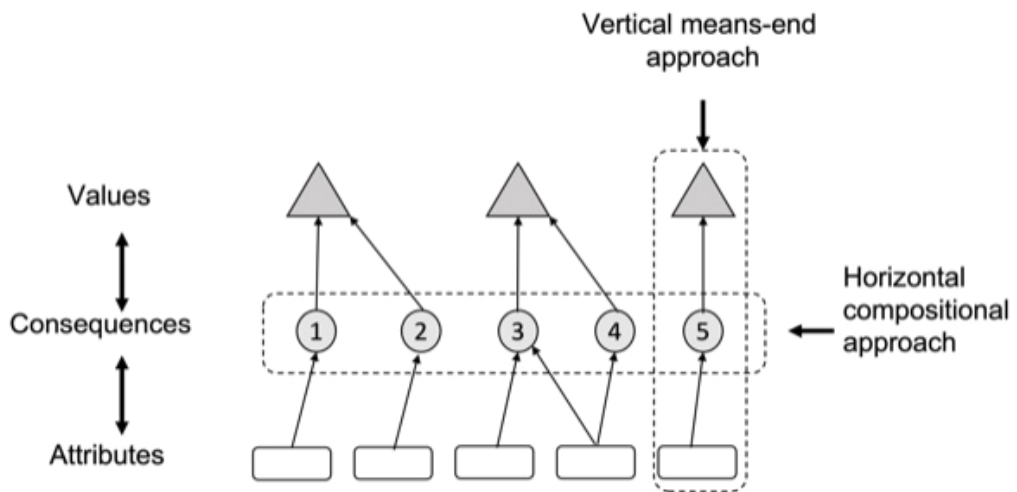 Vertical means-end
approach
Values
Consequences
Attributes
1
2
3
4
5
Horizontal
compositional
approach